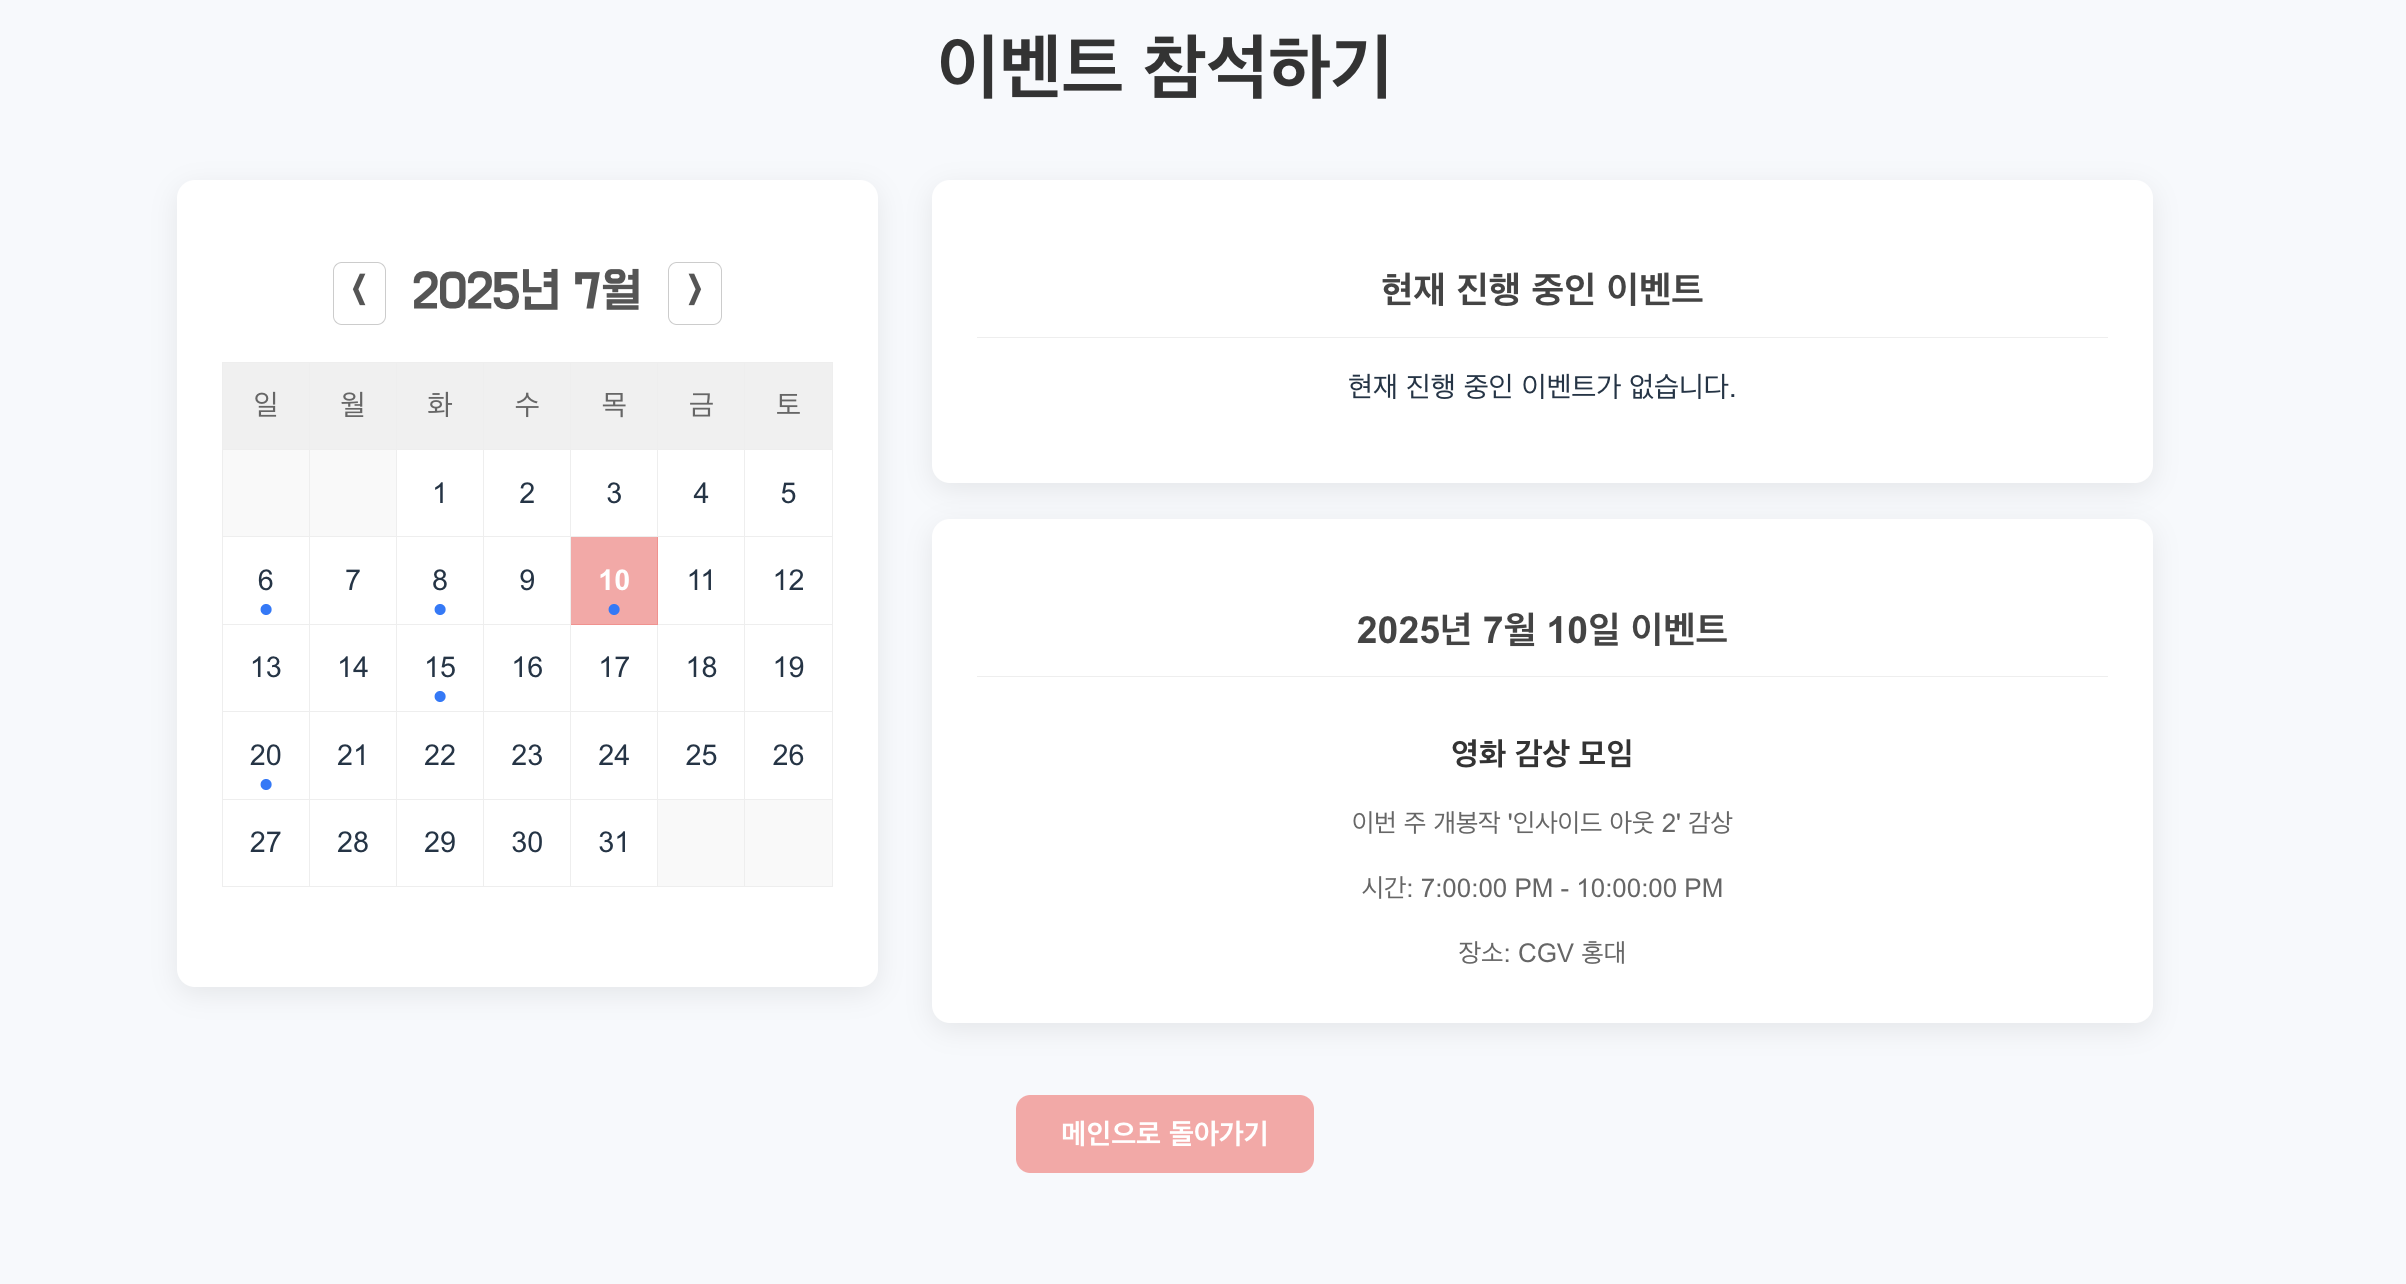 이벤트 참석하기
⟨ 2025년 7월 ⟩
일 월 화 수 목 금 토
1 2 3 4 5
6 7 8 9 10 11 12
13 14 15 16 17 18 19
20 21 22 23 24 25 26
27 28 29 30 31
현재 진행 중인 이벤트
현재 진행 중인 이벤트가 없습니다.
2025년 7월 10일 이벤트
영화 감상 모임
이번 주 개봉작 '인사이드 아웃 2' 감상
시간: 7:00:00 PM - 10:00:00 PM
장소: CGV 홍대
메인으로 돌아가기